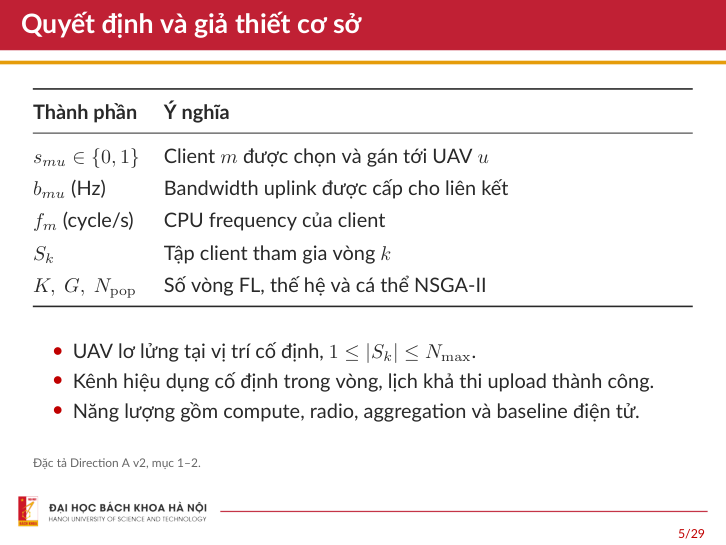 Quyết định và giả thiết cơ sở
Thành phần Ý nghĩa
s_{mu} ∈ {0, 1} Client m được chọn và gán tới UAV u
b_{mu} (Hz) Bandwidth uplink được cấp cho liên kết
f_m (cycle/s) CPU frequency của client
S_k Tập client tham gia vòng k
K, G, N_{pop} Số vòng FL, thế hệ và cá thể NSGA-II
• UAV lơ lửng tại vị trí cố định, 1 ≤ |S_k| ≤ N_{max}.
• Kênh hiệu dụng cố định trong vòng, lịch khả thi upload thành công.
• Năng lượng gồm compute, radio, aggregation và baseline điện tử.
Đặc tả Direction A v2, mục 1–2.
ĐẠI HỌC BÁCH KHOA HÀ NỘI
HANOI UNIVERSITY OF SCIENCE AND TECHNOLOGY
5/29